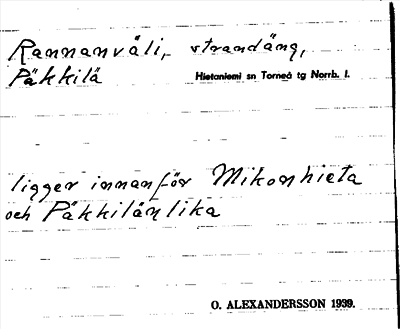 Rannanväli, strandäng,
Päkkilä Hietaniemi sn Torneå tg Norrb. l.
ligger innanför Mikonhieta
och Päkkilänlika
O. ALEXANDERSSON 1939.